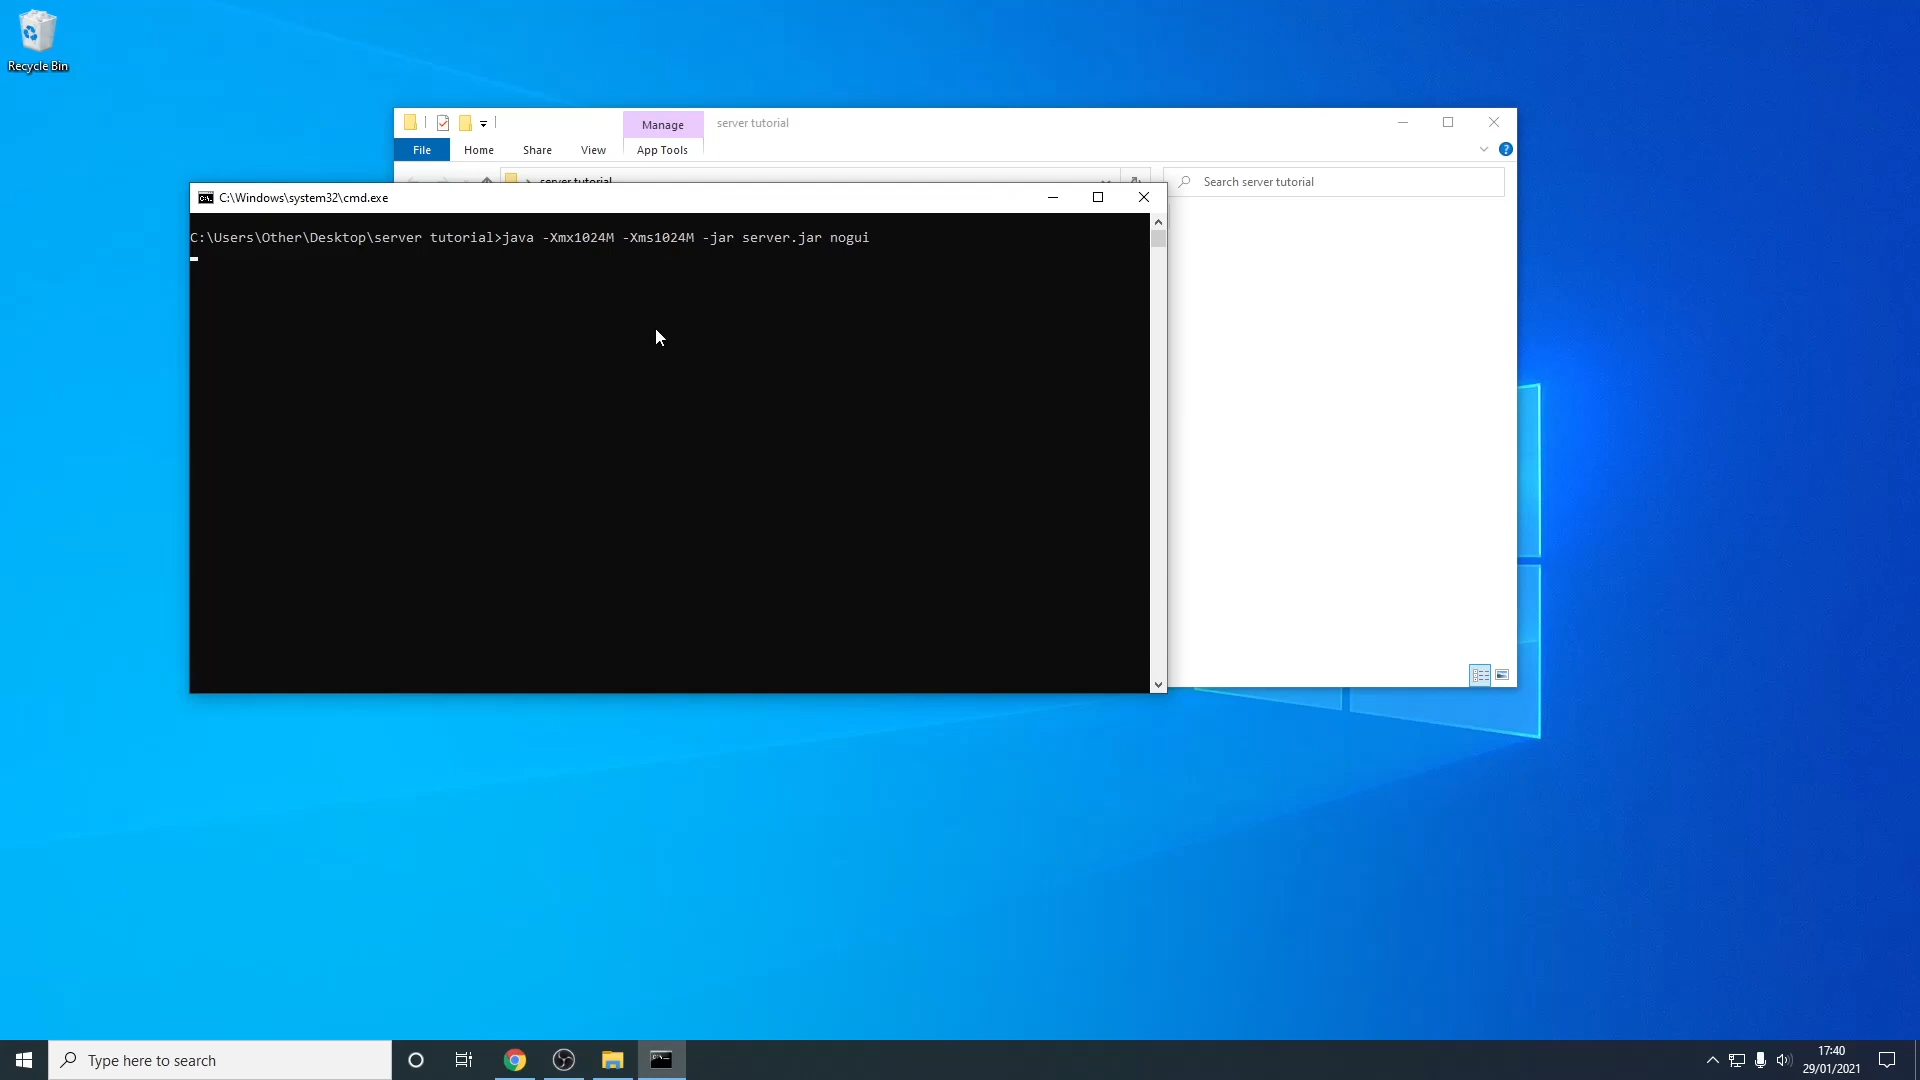 Recycle Bin
Manage
server tutorial
File
Home
Share
View
App Tools
server tutorial
Search server tutorial
C:\Windows\system32\cmd.exe
C:\Users\Other\Desktop\server tutorial>java -Xmx1024M -Xms1024M -jar server.jar nogui
Type here to search
17:40
29/01/2021